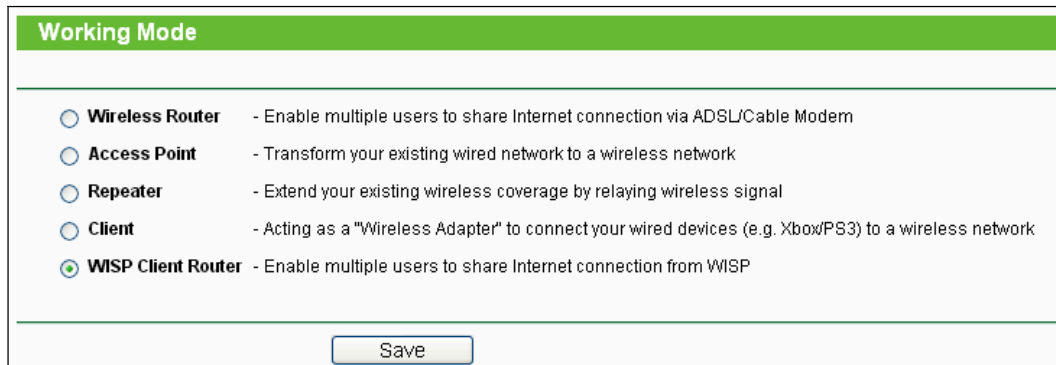 Working Mode
Wireless Router - Enable multiple users to share Internet connection via ADSL/Cable Modem
Access Point - Transform your existing wired network to a wireless network
Repeater - Extend your existing wireless coverage by relaying wireless signal
Client - Acting as a "Wireless Adapter" to connect your wired devices (e.g. Xbox/PS3) to a wireless network
WISP Client Router - Enable multiple users to share Internet connection from WISP
Save